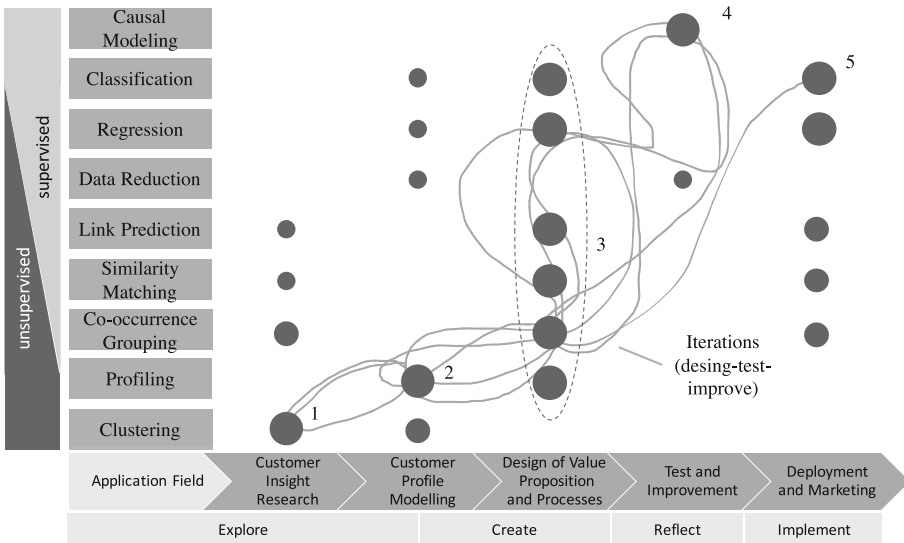 Causal
Modeling
Classification
Regression
Data Reduction
Link Prediction
Similarity
Matching
Co-occurrence
Grouping
Profiling
Clustering
supervised
unsupervised
1
2
3
4
5
Iterations
(desing-test-
improve)
Application Field
Customer
Insight
Research
Customer
Profile
Modelling
Design of Value
Proposition
and Processes
Test and
Improvement
Deployment
and Marketing
Explore
Create
Reflect
Implement